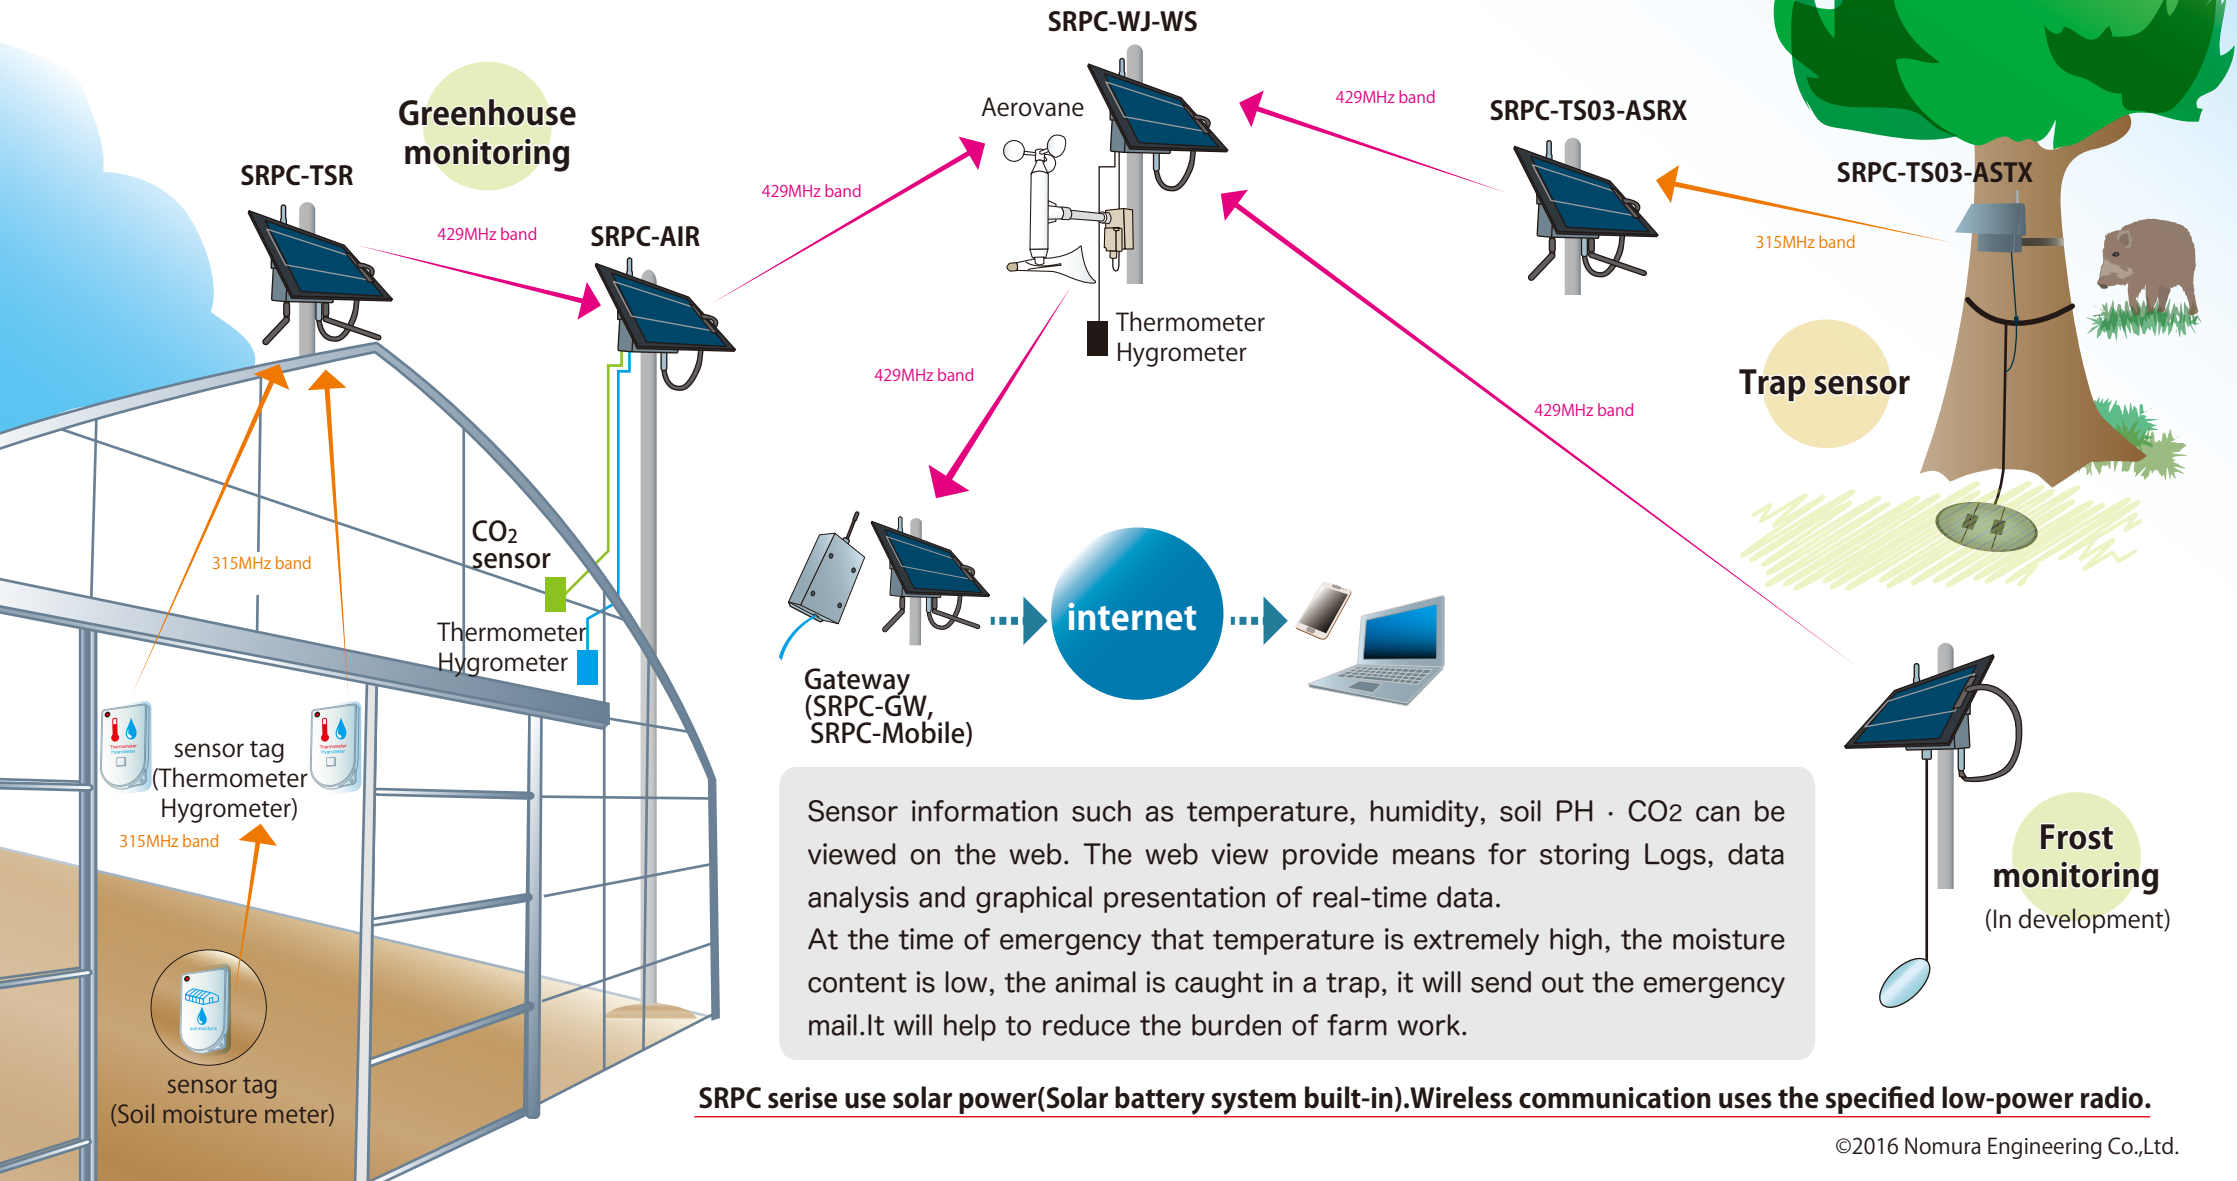 SRPC-WJ-WS
Greenhouse
monitoring
Aerovane
429MHz band
SRPC-TS03-ASRX
SRPC-TS03-ASTX
SRPC-TSR
429MHz band
429MHz band
SRPC-AIR
315MHz band
Thermometer
Hygrometer
429MHz band
Trap sensor
429MHz band
CO2
sensor
315MHz band
internet
Thermometer
Hygrometer
Gateway
(SRPC-GW,
SRPC-Mobile)
Thermometer
Hygrometer
Thermometer
Hygrometer
sensor tag
(Thermometer
Hygrometer)
315MHz band
soil moisture
sensor tag
(Soil moisture meter)
Sensor information such as temperature, humidity, soil PH · CO2 can be
viewed on the web. The web view provide means for storing Logs, data
analysis and graphical presentation of real-time data.
At the time of emergency that temperature is extremely high, the moisture
content is low, the animal is caught in a trap, it will send out the emergency
mail.It will help to reduce the burden of farm work.
Frost
monitoring
(In development)
SRPC serise use solar power(Solar battery system built-in).Wireless communication uses the specified low-power radio.
©2016 Nomura Engineering Co.,Ltd.